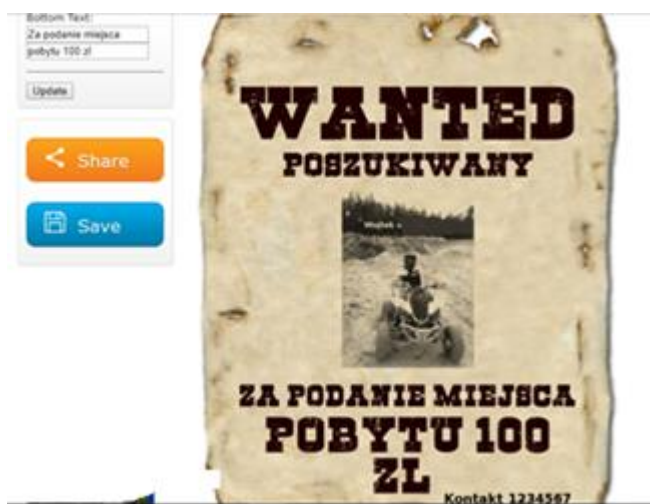 Bottom Text:
Za podanie miejsca
pobytu 100 zl
Update
Share
Save
WANTED
POSZUKIWANY
Wojtek
ZA PODANIE MIEJSCA
POBYTU 100
ZL
Kontakt 1234567